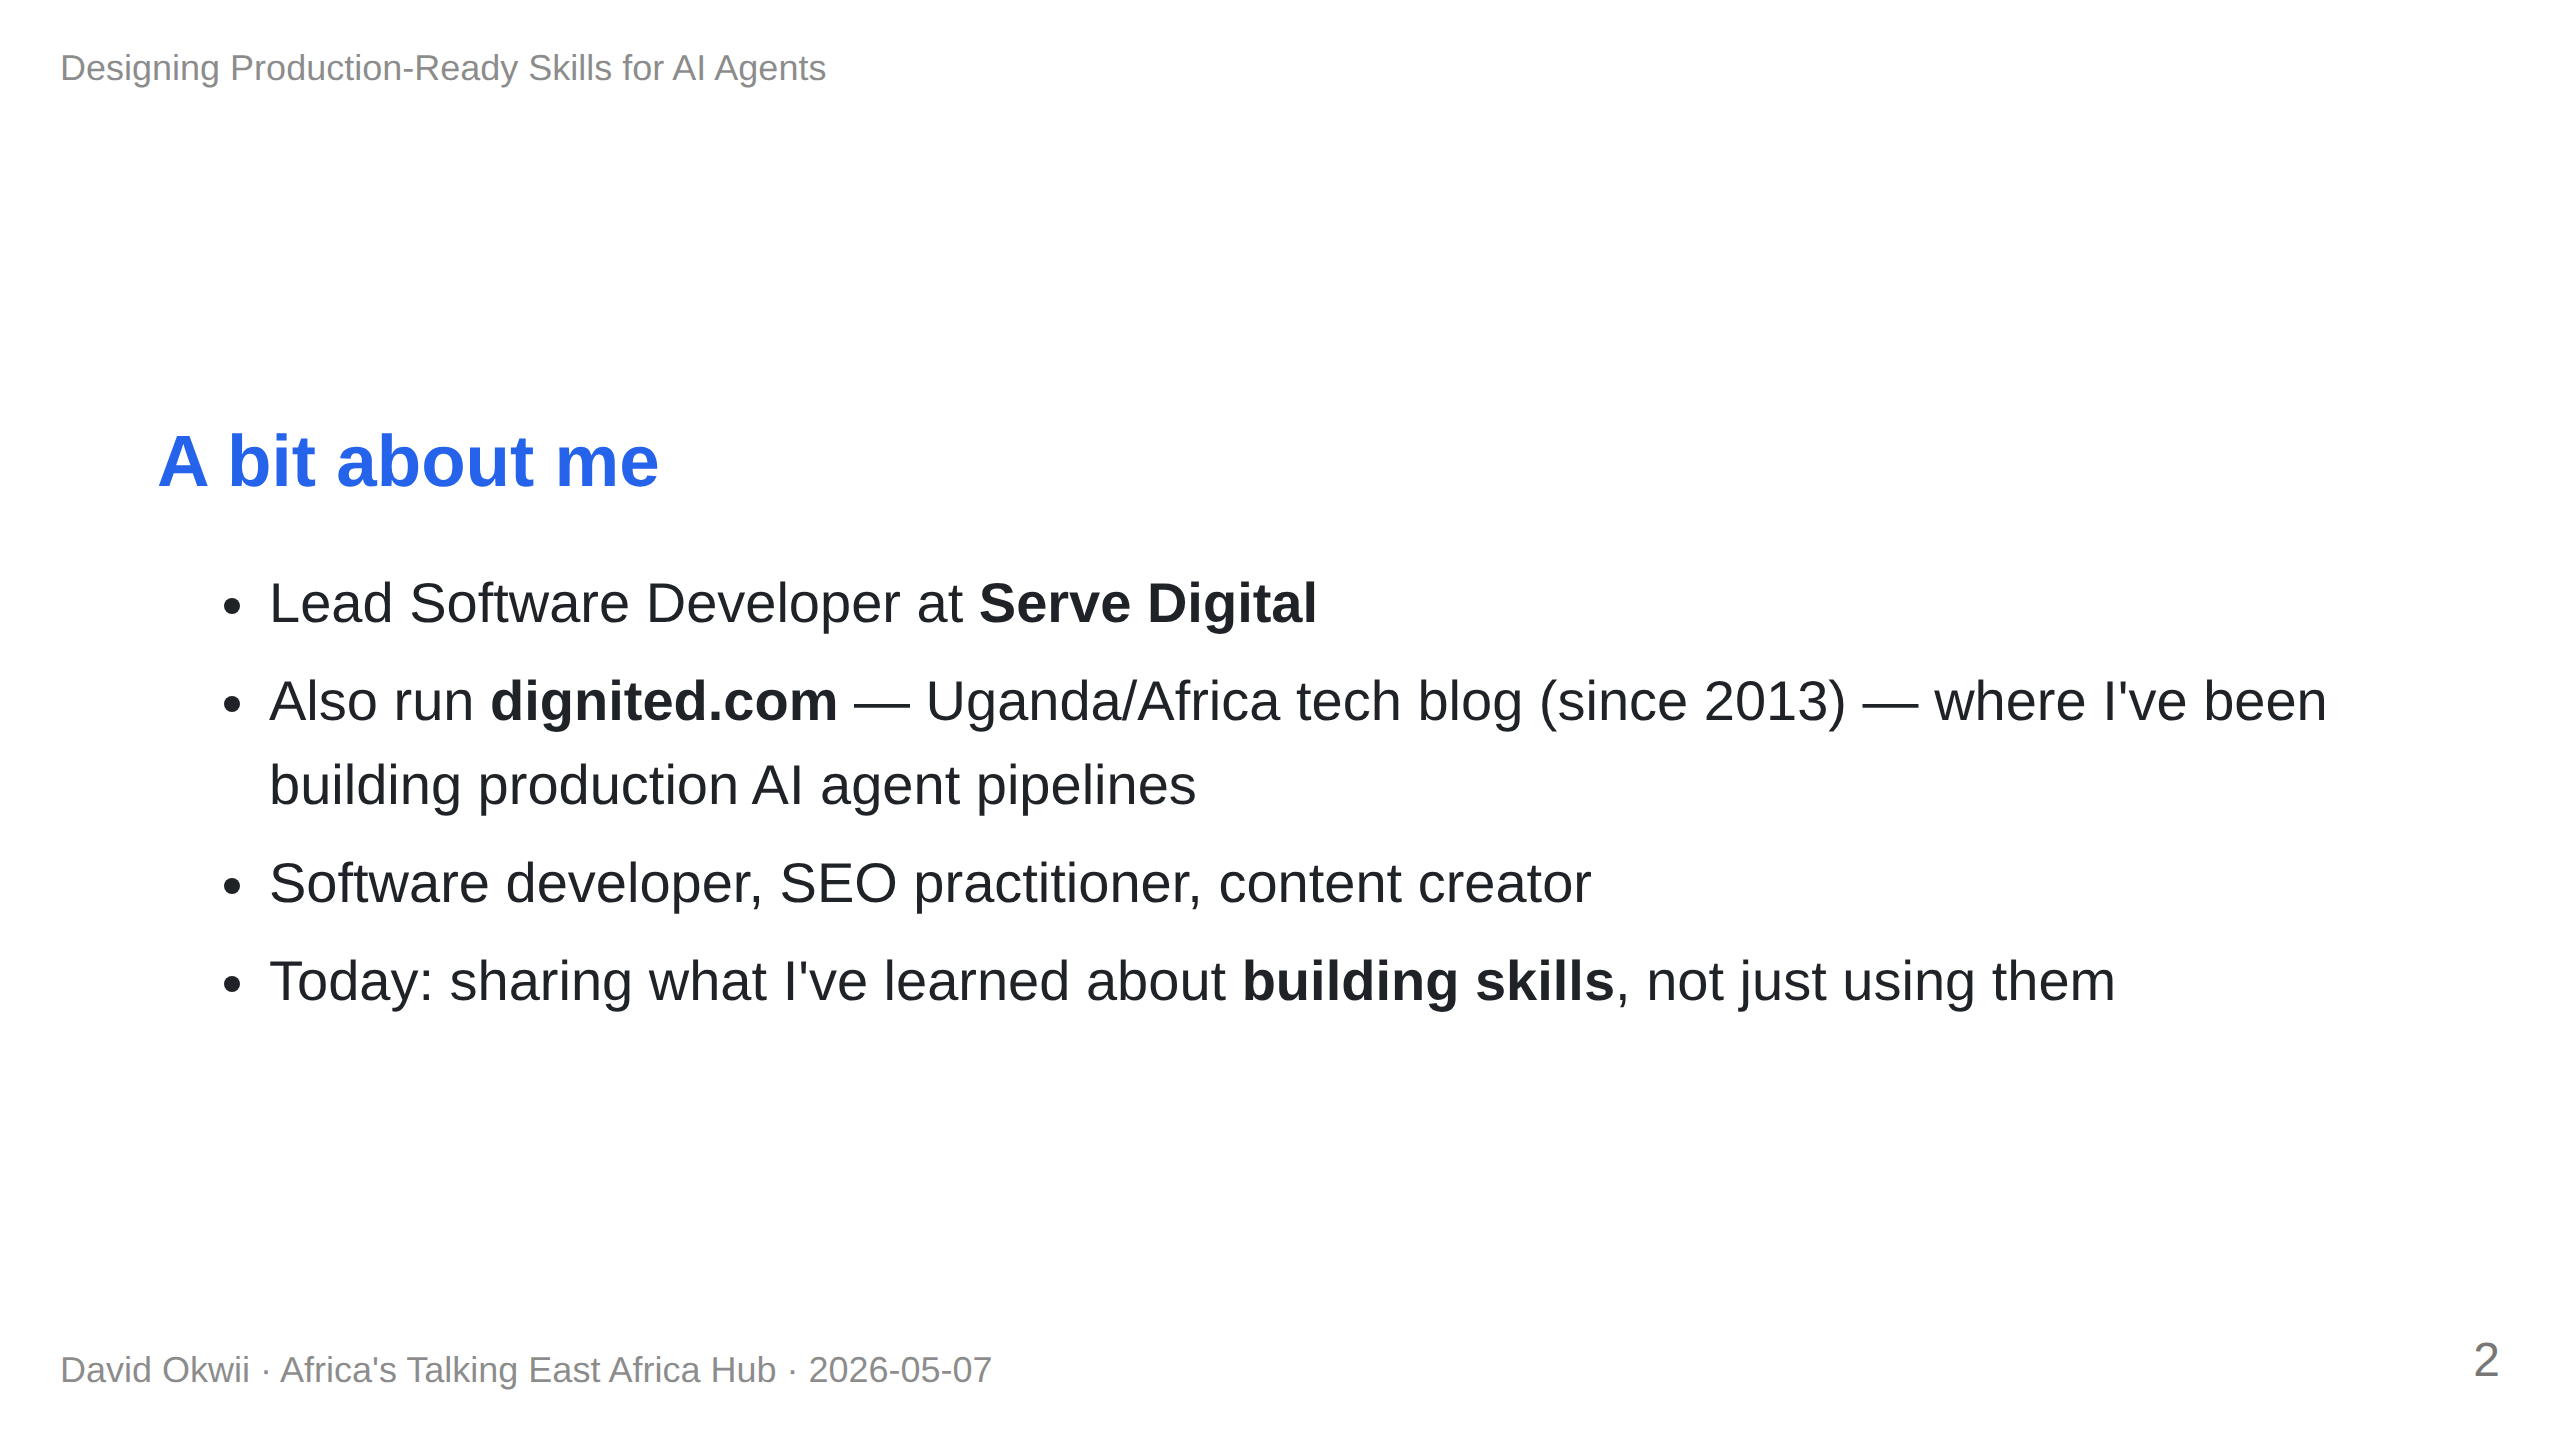 Designing Production-Ready Skills for AI Agents
A bit about me
• Lead Software Developer at Serve Digital
• Also run dignited.com — Uganda/Africa tech blog (since 2013) — where I've been
building production AI agent pipelines
• Software developer, SEO practitioner, content creator
• Today: sharing what I've learned about building skills, not just using them
David Okwii · Africa's Talking East Africa Hub · 2026-05-07
2